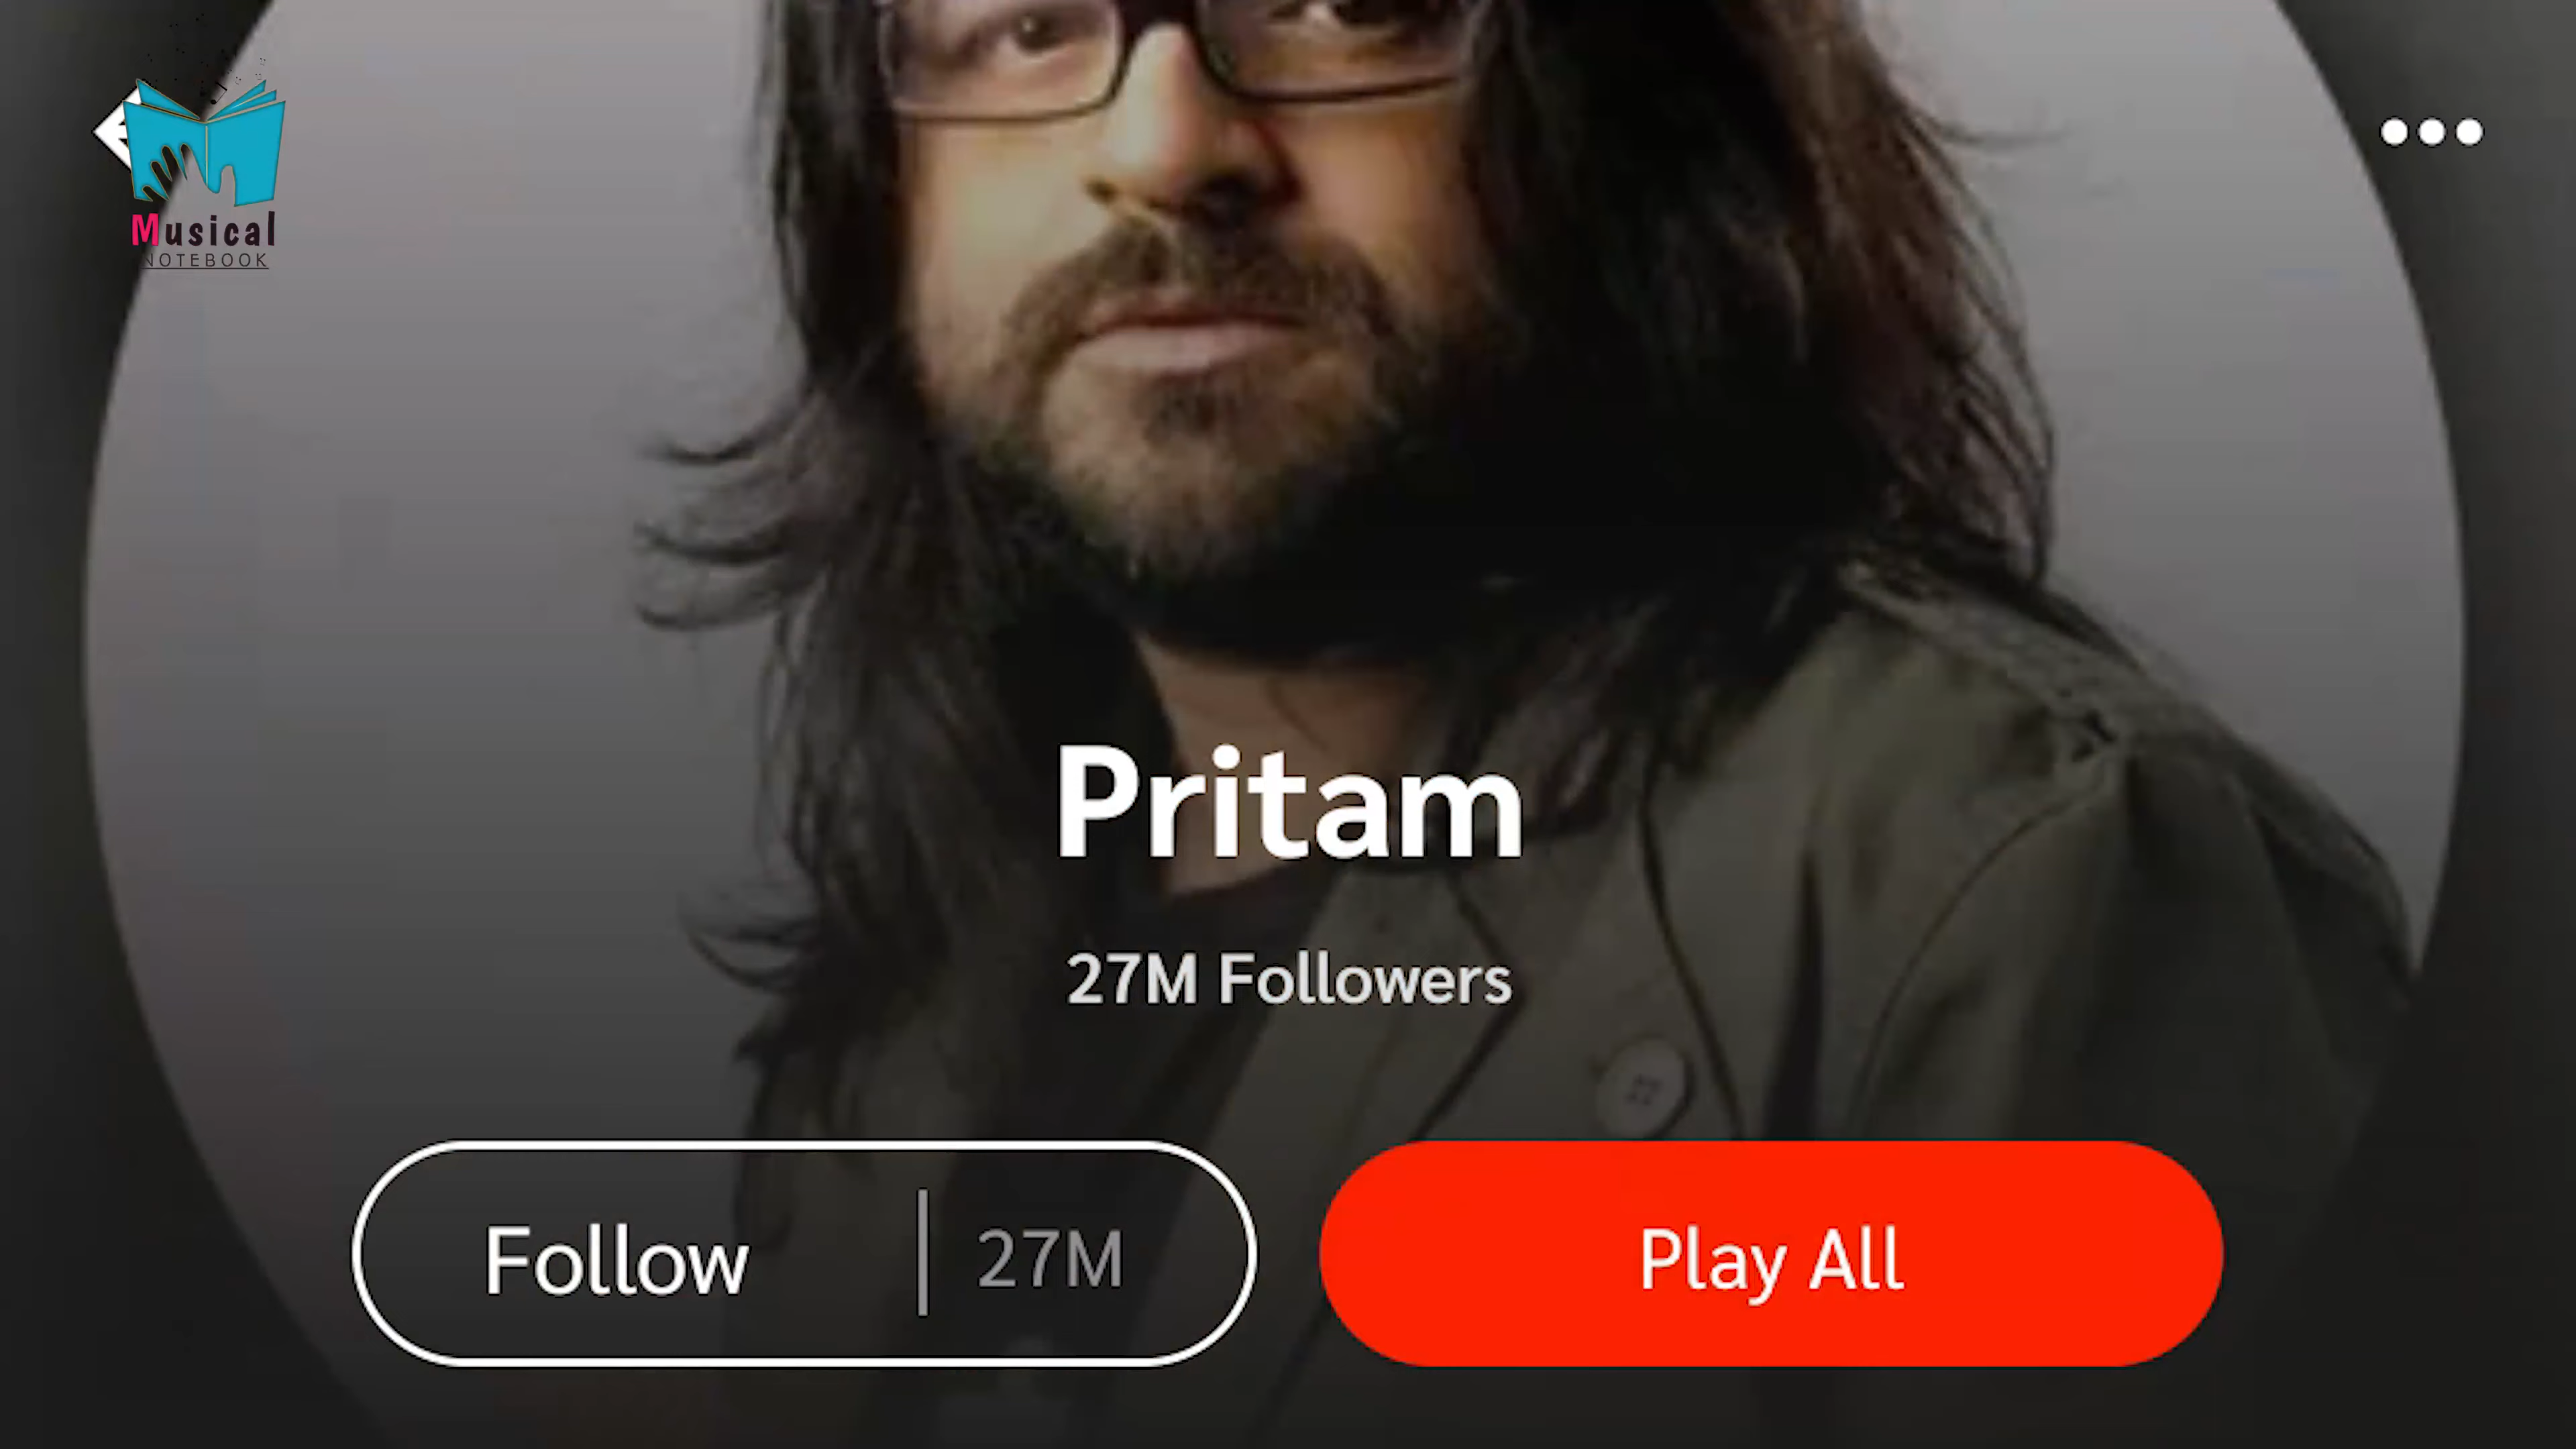 Musical
NOTEBOOK
Pritam
27M Followers
Follow | 27M
Play All